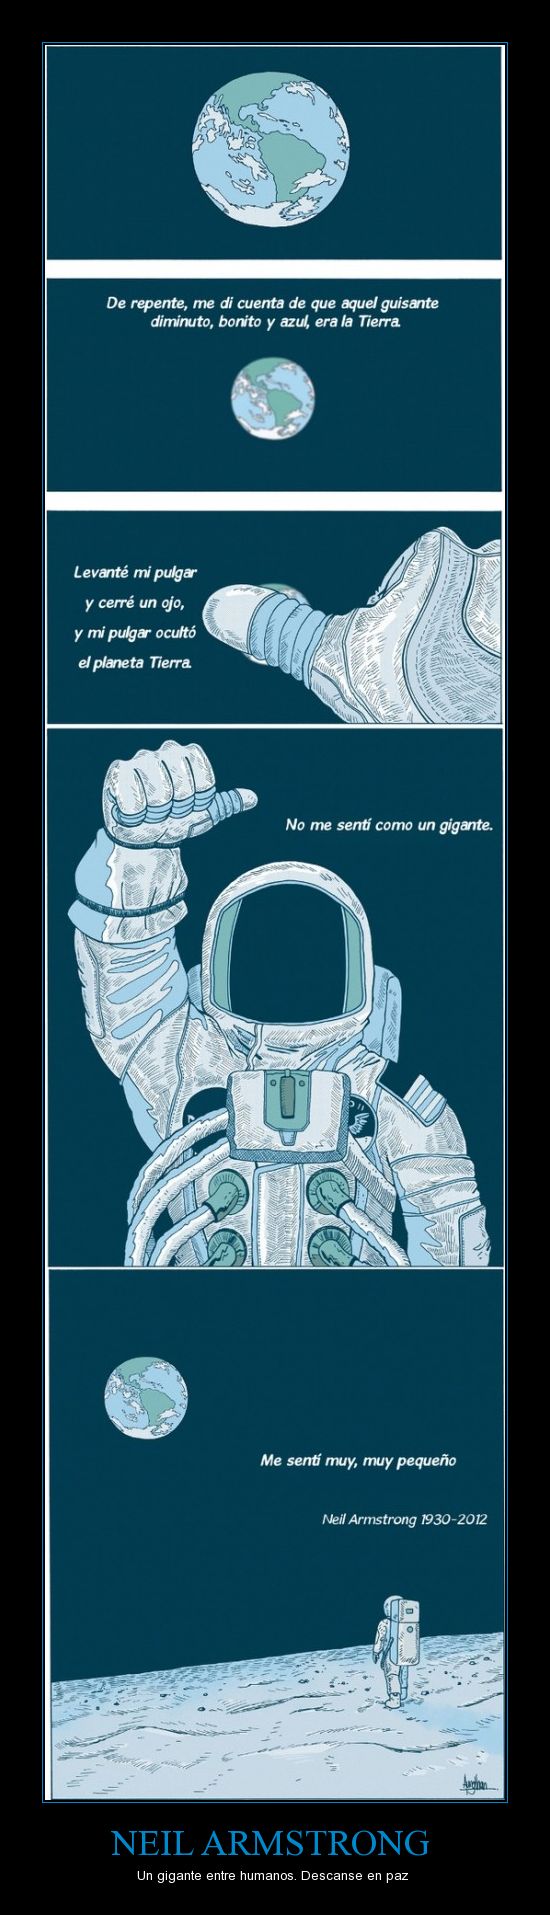 De repente, me di cuenta de que aquel guisante
diminuto, bonito y azul, era la Tierra.
Levanté mi pulgar
y cerré un ojo,
y mi pulgar ocultó
el planeta Tierra.
No me sentí como un gigante.
Me sentí muy, muy pequeño
Neil Armstrong 1930-2012
NEIL ARMSTRONG
Un gigante entre humanos. Descanse en paz